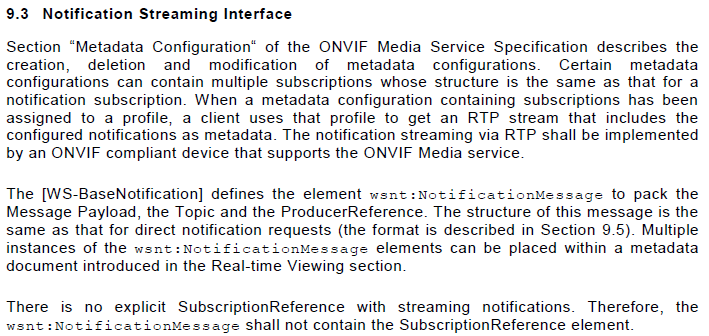 9.3 Notification Streaming Interface
Section “Metadata Configuration“ of the ONVIF Media Service Specification describes the
creation, deletion and modification of metadata configurations. Certain metadata
configurations can contain multiple subscriptions whose structure is the same as that for a
notification subscription. When a metadata configuration containing subscriptions has been
assigned to a profile, a client uses that profile to get an RTP stream that includes the
configured notifications as metadata. The notification streaming via RTP shall be implemented
by an ONVIF compliant device that supports the ONVIF Media service.
The [WS-BaseNotification] defines the element wsnt:NotificationMessage to pack the
Message Payload, the Topic and the ProducerReference. The structure of this message is the
same as that for direct notification requests (the format is described in Section 9.5). Multiple
instances of the wsnt:NotificationMessage elements can be placed within a metadata
document introduced in the Real-time Viewing section.
There is no explicit SubscriptionReference with streaming notifications. Therefore, the
wsnt:NotificationMessage shall not contain the SubscriptionReference element.